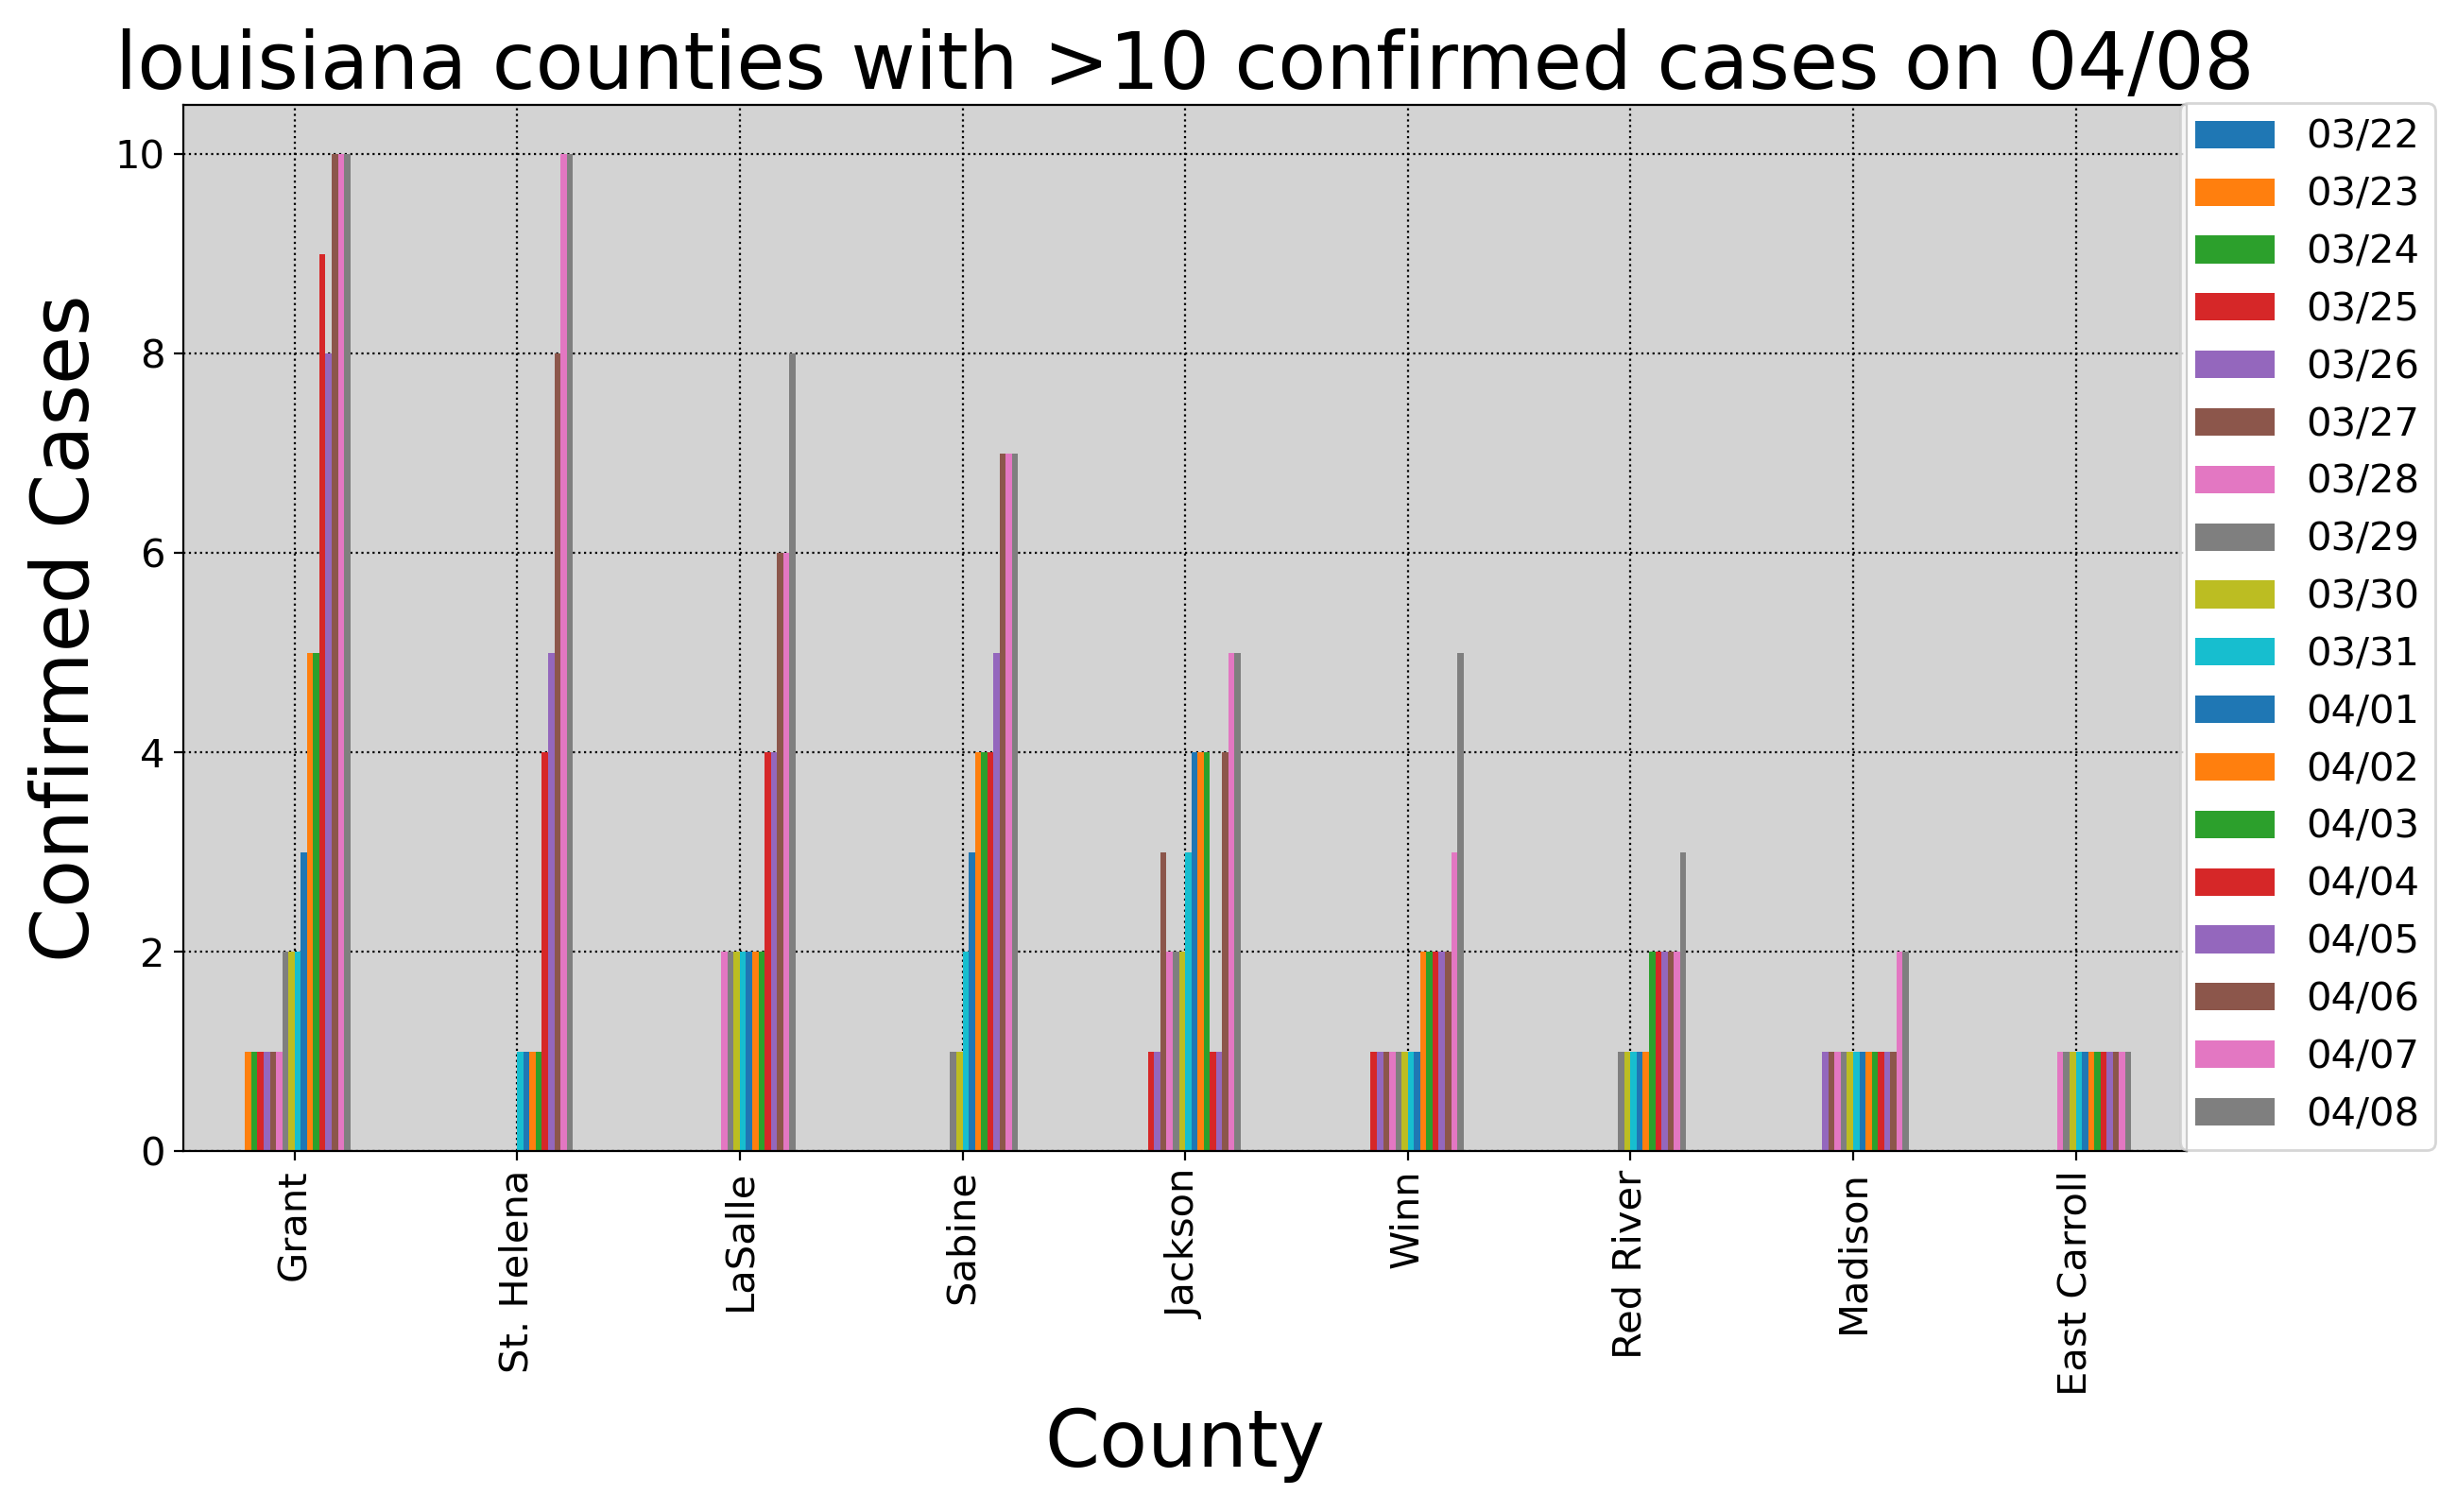 louisiana counties with >10 confirmed cases on 04/08
Confirmed Cases
10
8
6
4
2
0
Grant
St. Helena
LaSalle
Sabine
Jackson
Winn
Red River
Madison
East Carroll
County
03/22
03/23
03/24
03/25
03/26
03/27
03/28
03/29
03/30
03/31
04/01
04/02
04/03
04/04
04/05
04/06
04/07
04/08